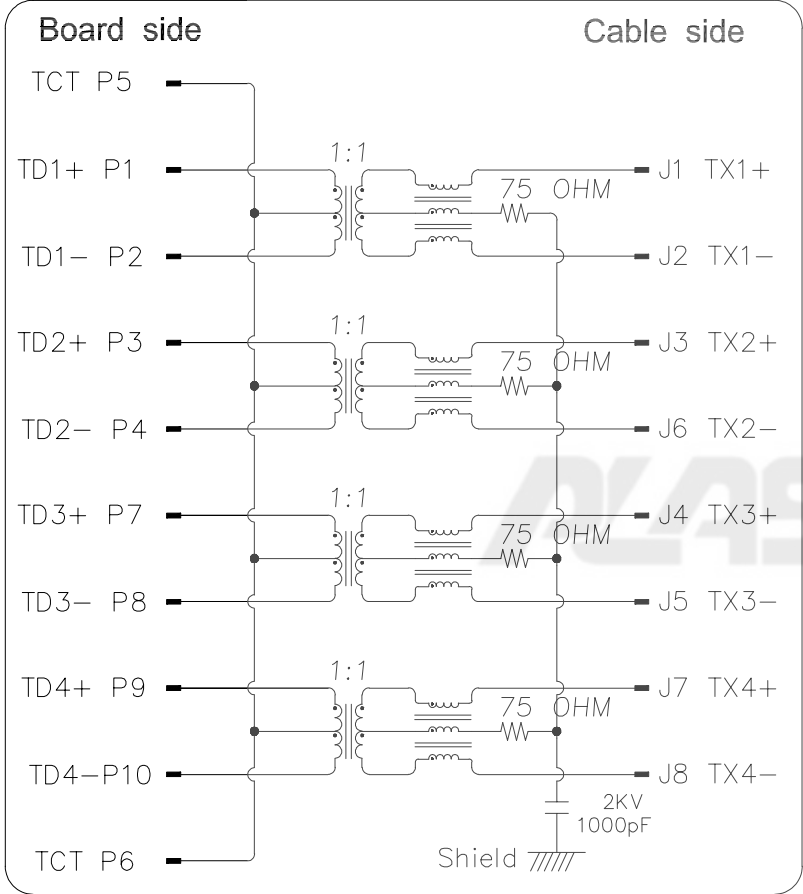 Board side Cable side
TCT P5
1:1
TD1+ P1 J1 TX1+
75 OHM
TD1- P2 J2 TX1-
1:1
TD2+ P3 J3 TX2+
75 OHM
TD2- P4 J6 TX2-
1:1
TD3+ P7 J4 TX3+
75 OHM
TD3- P8 J5 TX3-
1:1
TD4+ P9 J7 TX4+
75 OHM
TD4-P10 J8 TX4-
2KV
1000pF
TCT P6 Shield